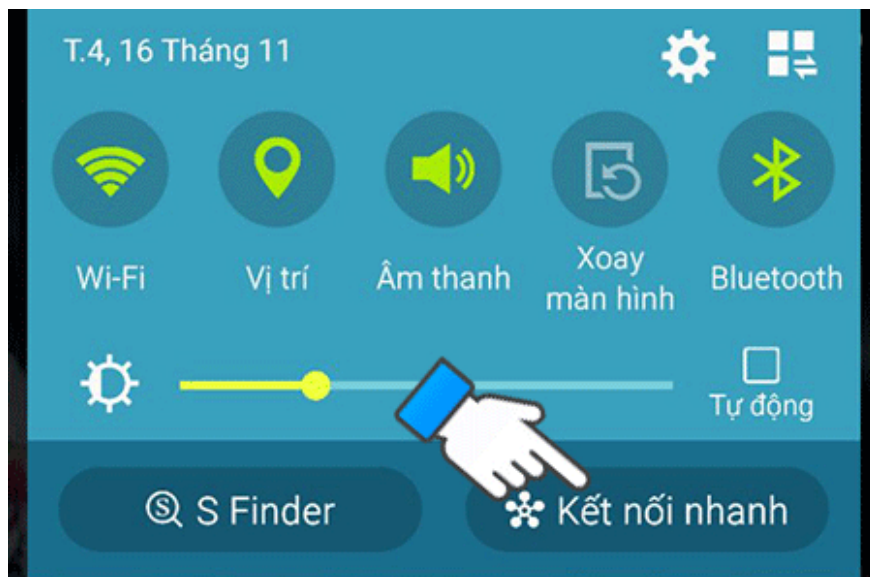 T.4, 16 Tháng 11
Wi-Fi
Vị trí
Âm thanh
Xoay
màn hình
Bluetooth
Tự động
S Finder
Kết nối nhanh